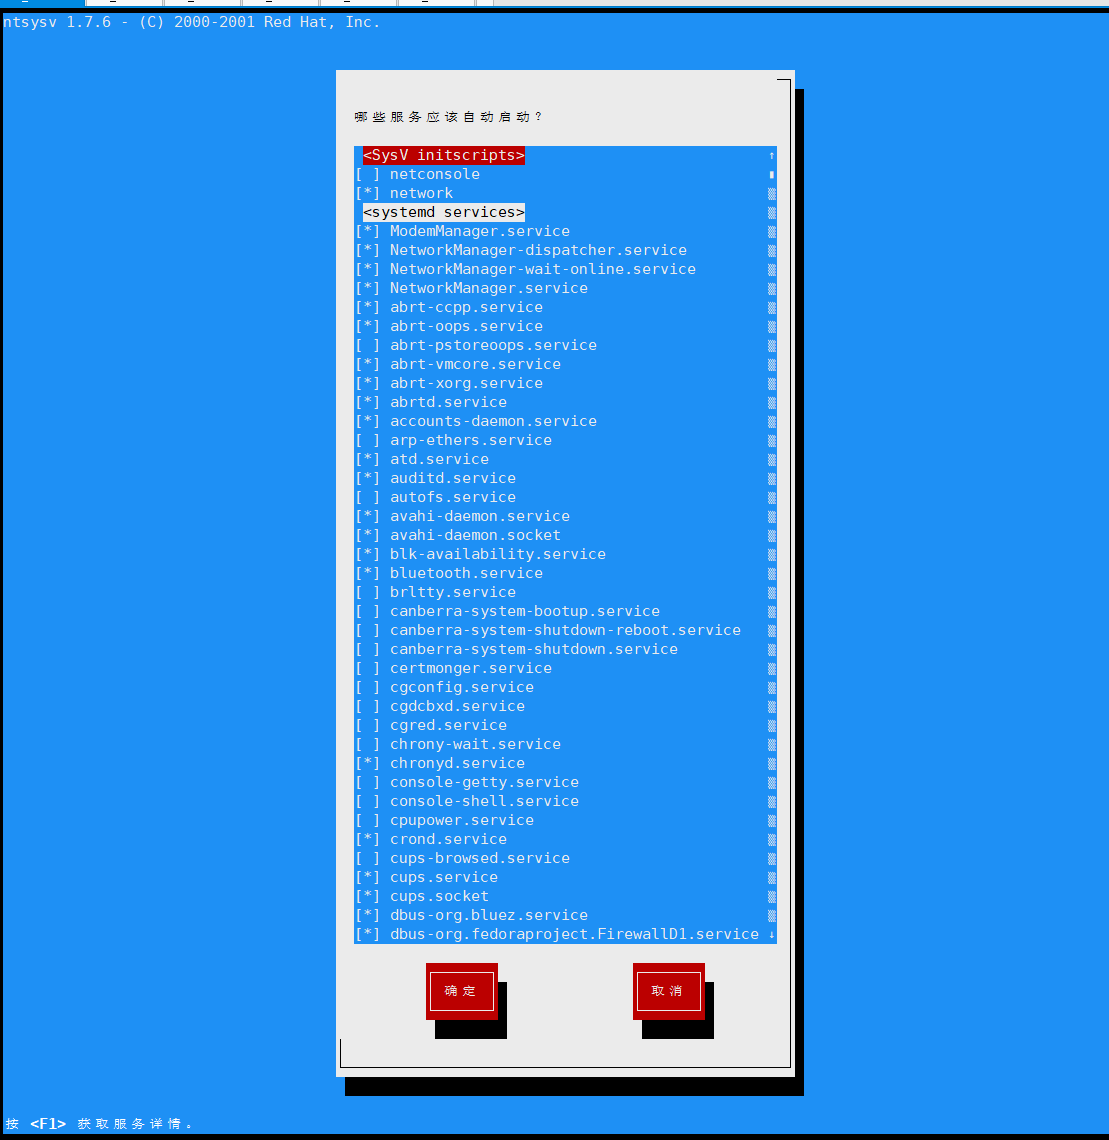 ntsysv 1.7.6 - (C) 2000-2001 Red Hat, Inc.
哪些服务应该自动启动？
<SysV initscripts>
[ ] netconsole
[*] network
<systemd services>
[*] ModemManager.service
[*] NetworkManager-dispatcher.service
[*] NetworkManager-wait-online.service
[*] NetworkManager.service
[*] abrt-ccpp.service
[*] abrt-oops.service
[ ] abrt-pstoreoops.service
[*] abrt-vmcore.service
[*] abrt-xorg.service
[*] abrtd.service
[*] accounts-daemon.service
[ ] arp-ethers.service
[*] atd.service
[*] auditd.service
[ ] autofs.service
[*] avahi-daemon.service
[*] avahi-daemon.socket
[*] blk-availability.service
[*] bluetooth.service
[ ] brltty.service
[ ] canberra-system-bootup.service
[ ] canberra-system-shutdown-reboot.service
[ ] canberra-system-shutdown.service
[ ] certmonger.service
[ ] cgconfig.service
[ ] cgdcbxd.service
[ ] cgred.service
[ ] chrony-wait.service
[*] chronyd.service
[ ] console-getty.service
[ ] console-shell.service
[ ] cpupower.service
[*] crond.service
[ ] cups-browsed.service
[*] cups.service
[*] cups.socket
[*] dbus-org.bluez.service
[*] dbus-org.fedoraproject.FirewallD1.service
确定 取消
按 <F1> 获取服务详情。